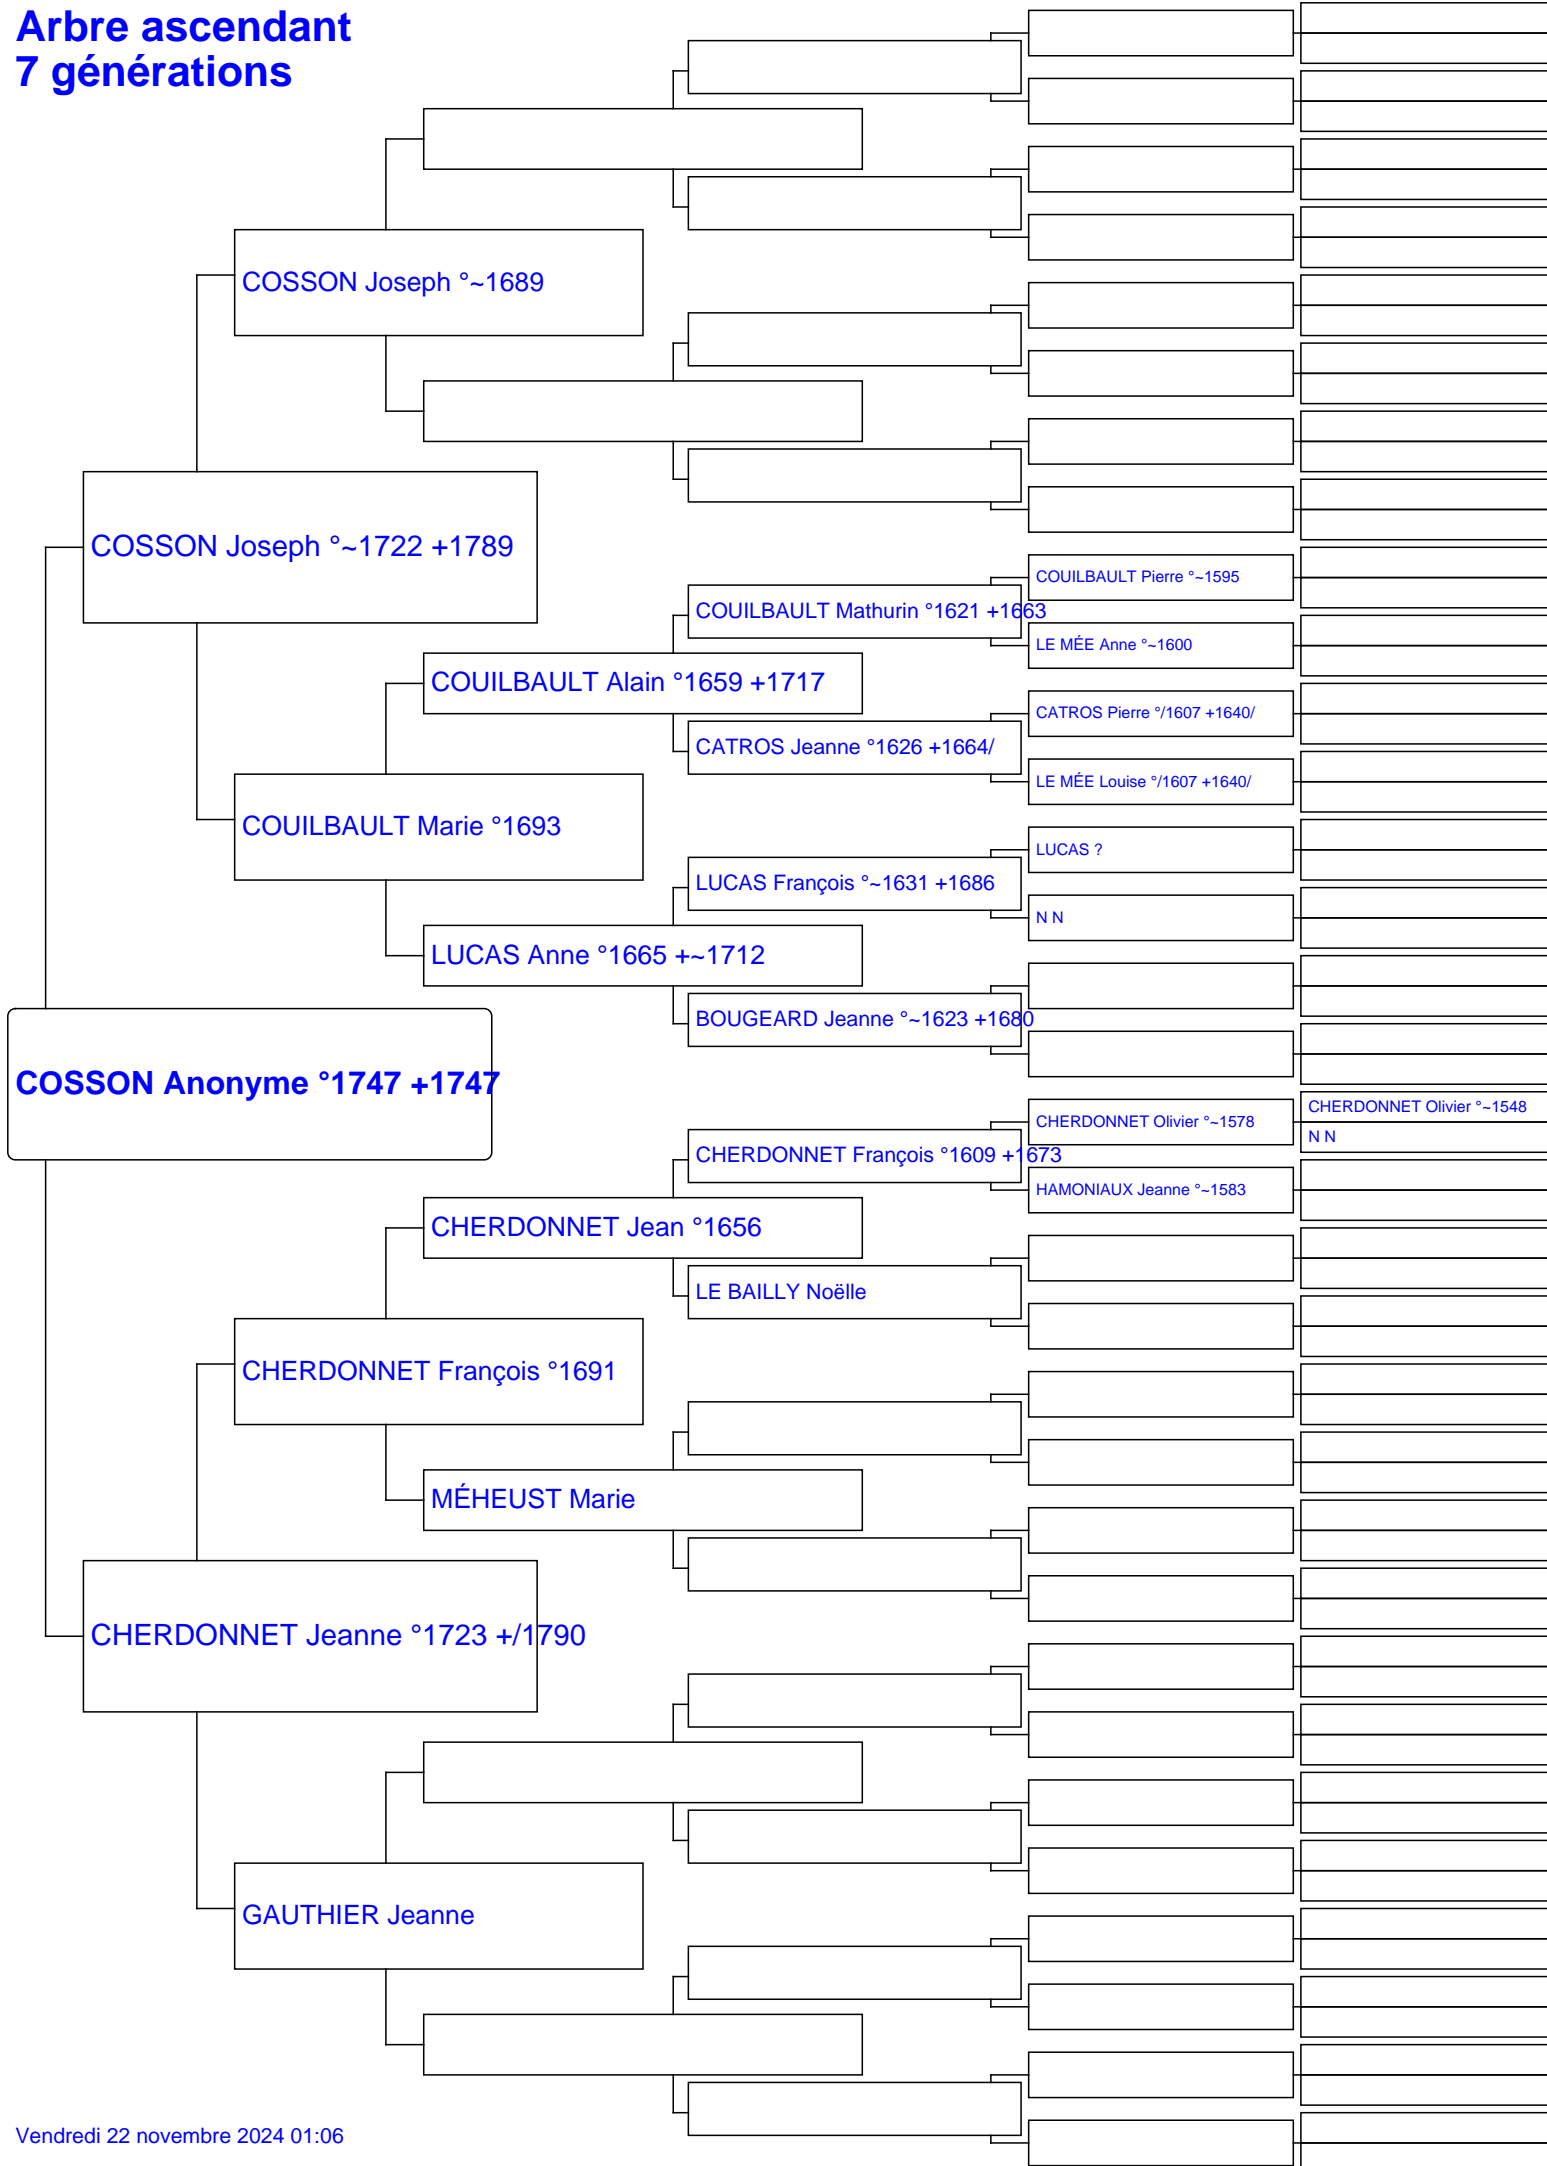 Arbre ascendant
7 générations
COSSON Joseph °~1689
COSSON Joseph °~1722 +1789
COUILBAULT Pierre °~1595
COUILBAULT Mathurin °1621 +1663
LE MÉE Anne °~1600
COUILBAULT Alain °1659 +1717
CATROS Pierre °/1607 +1640/
CATROS Jeanne °1626 +1664/
LE MÉE Louise °/1607 +1640/
COUILBAULT Marie °1693
LUCAS ?
LUCAS François °~1631 +1686
N N
LUCAS Anne °1665 +~1712
BOUGEARD Jeanne °~1623 +1680
COSSON Anonyme °1747 +1747
CHERDONNET Olivier °~1548
CHERDONNET Olivier °~1578
N N
CHERDONNET François °1609 +1673
HAMONIAUX Jeanne °~1583
CHERDONNET Jean °1656
LE BAILLY Noëlle
CHERDONNET François °1691
MÉHEUST Marie
CHERDONNET Jeanne °1723 +/1790
GAUTHIER Jeanne
Vendredi 22 novembre 2024 01:06